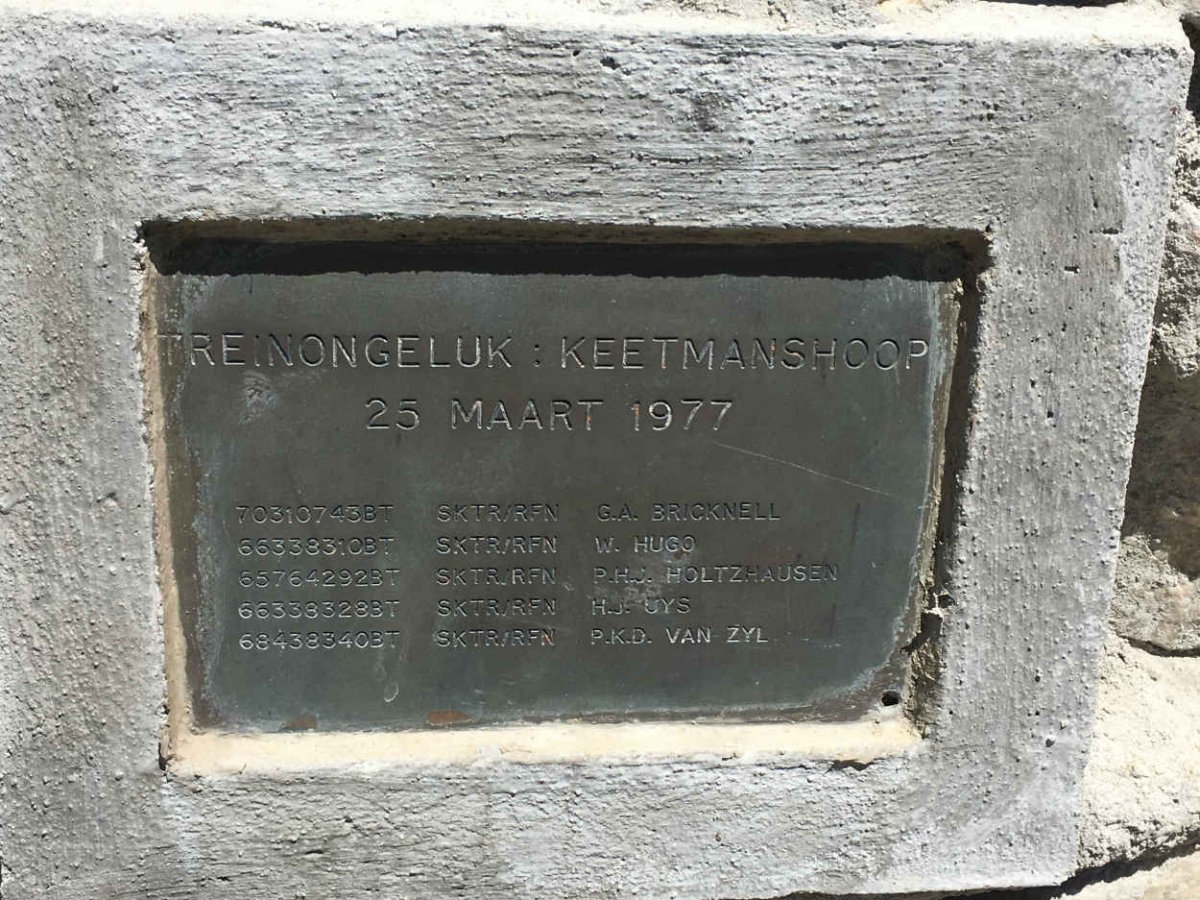 TREINONGELUK : KEETMANSHOOP
25 MAART 1977
70310743BT SKTR/RFN G.A. BRICKNELL
66338310BT SKTR/RFN W. HUGO
65764292BT SKTR/RFN P.H.J. HOLTZHAUSEN
66338328BT SKTR/RFN H.J. UYS
68438340BT SKTR/RFN P.K.D. VAN ZYL